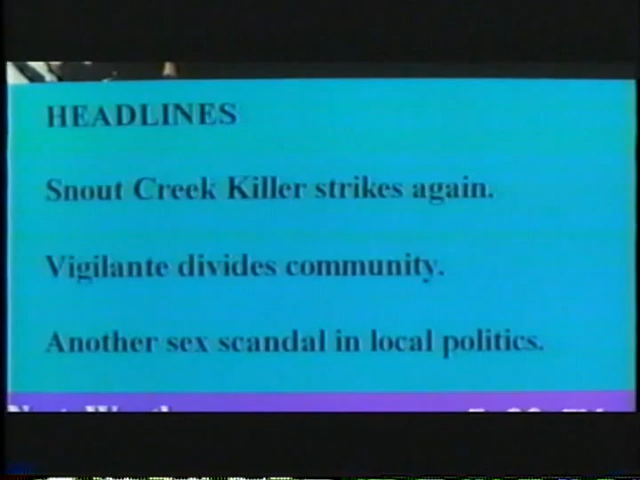 HEADLINES
Snout Creek Killer strikes again.
Vigilante divides community.
Another sex scandal in local politics.